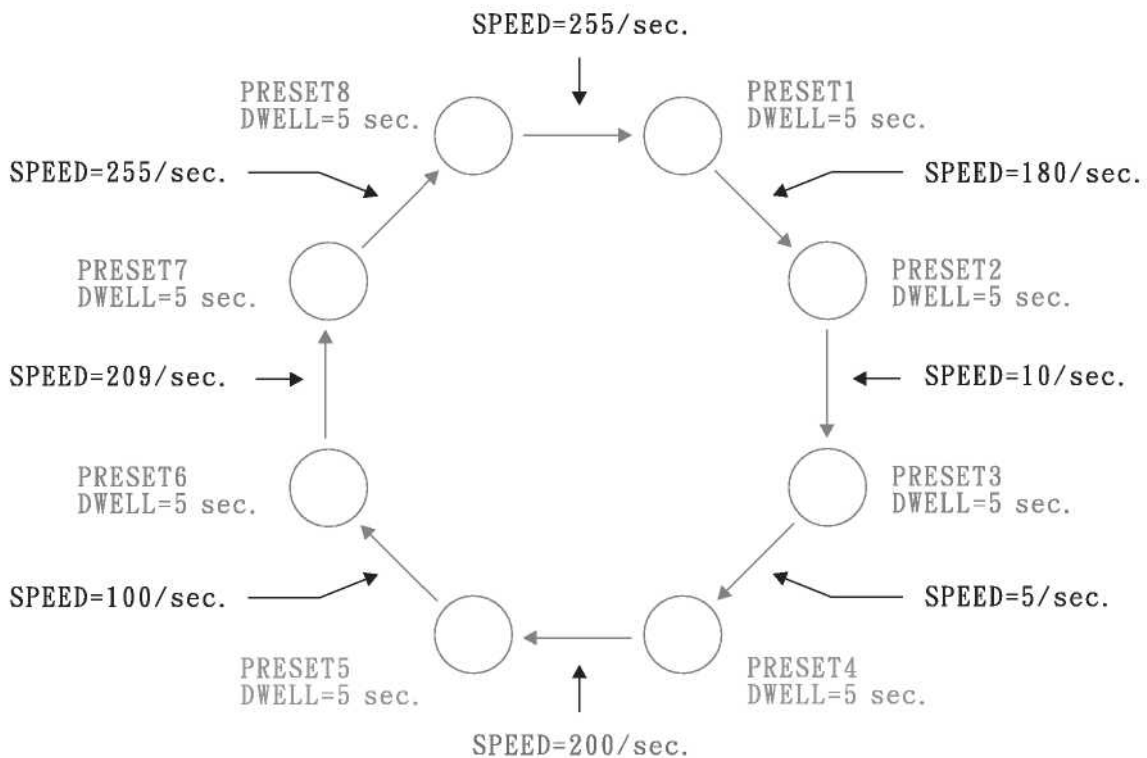 SPEED=255/sec.
PRESET8
DWELL=5 sec.
PRESET1
DWELL=5 sec.
SPEED=255/sec.
SPEED=180/sec.
PRESET7
DWELL=5 sec.
PRESET2
DWELL=5 sec.
SPEED=209/sec.
SPEED=10/sec.
PRESET6
DWELL=5 sec.
PRESET3
DWELL=5 sec.
SPEED=100/sec.
SPEED=5/sec.
PRESET5
DWELL=5 sec.
PRESET4
DWELL=5 sec.
SPEED=200/sec.